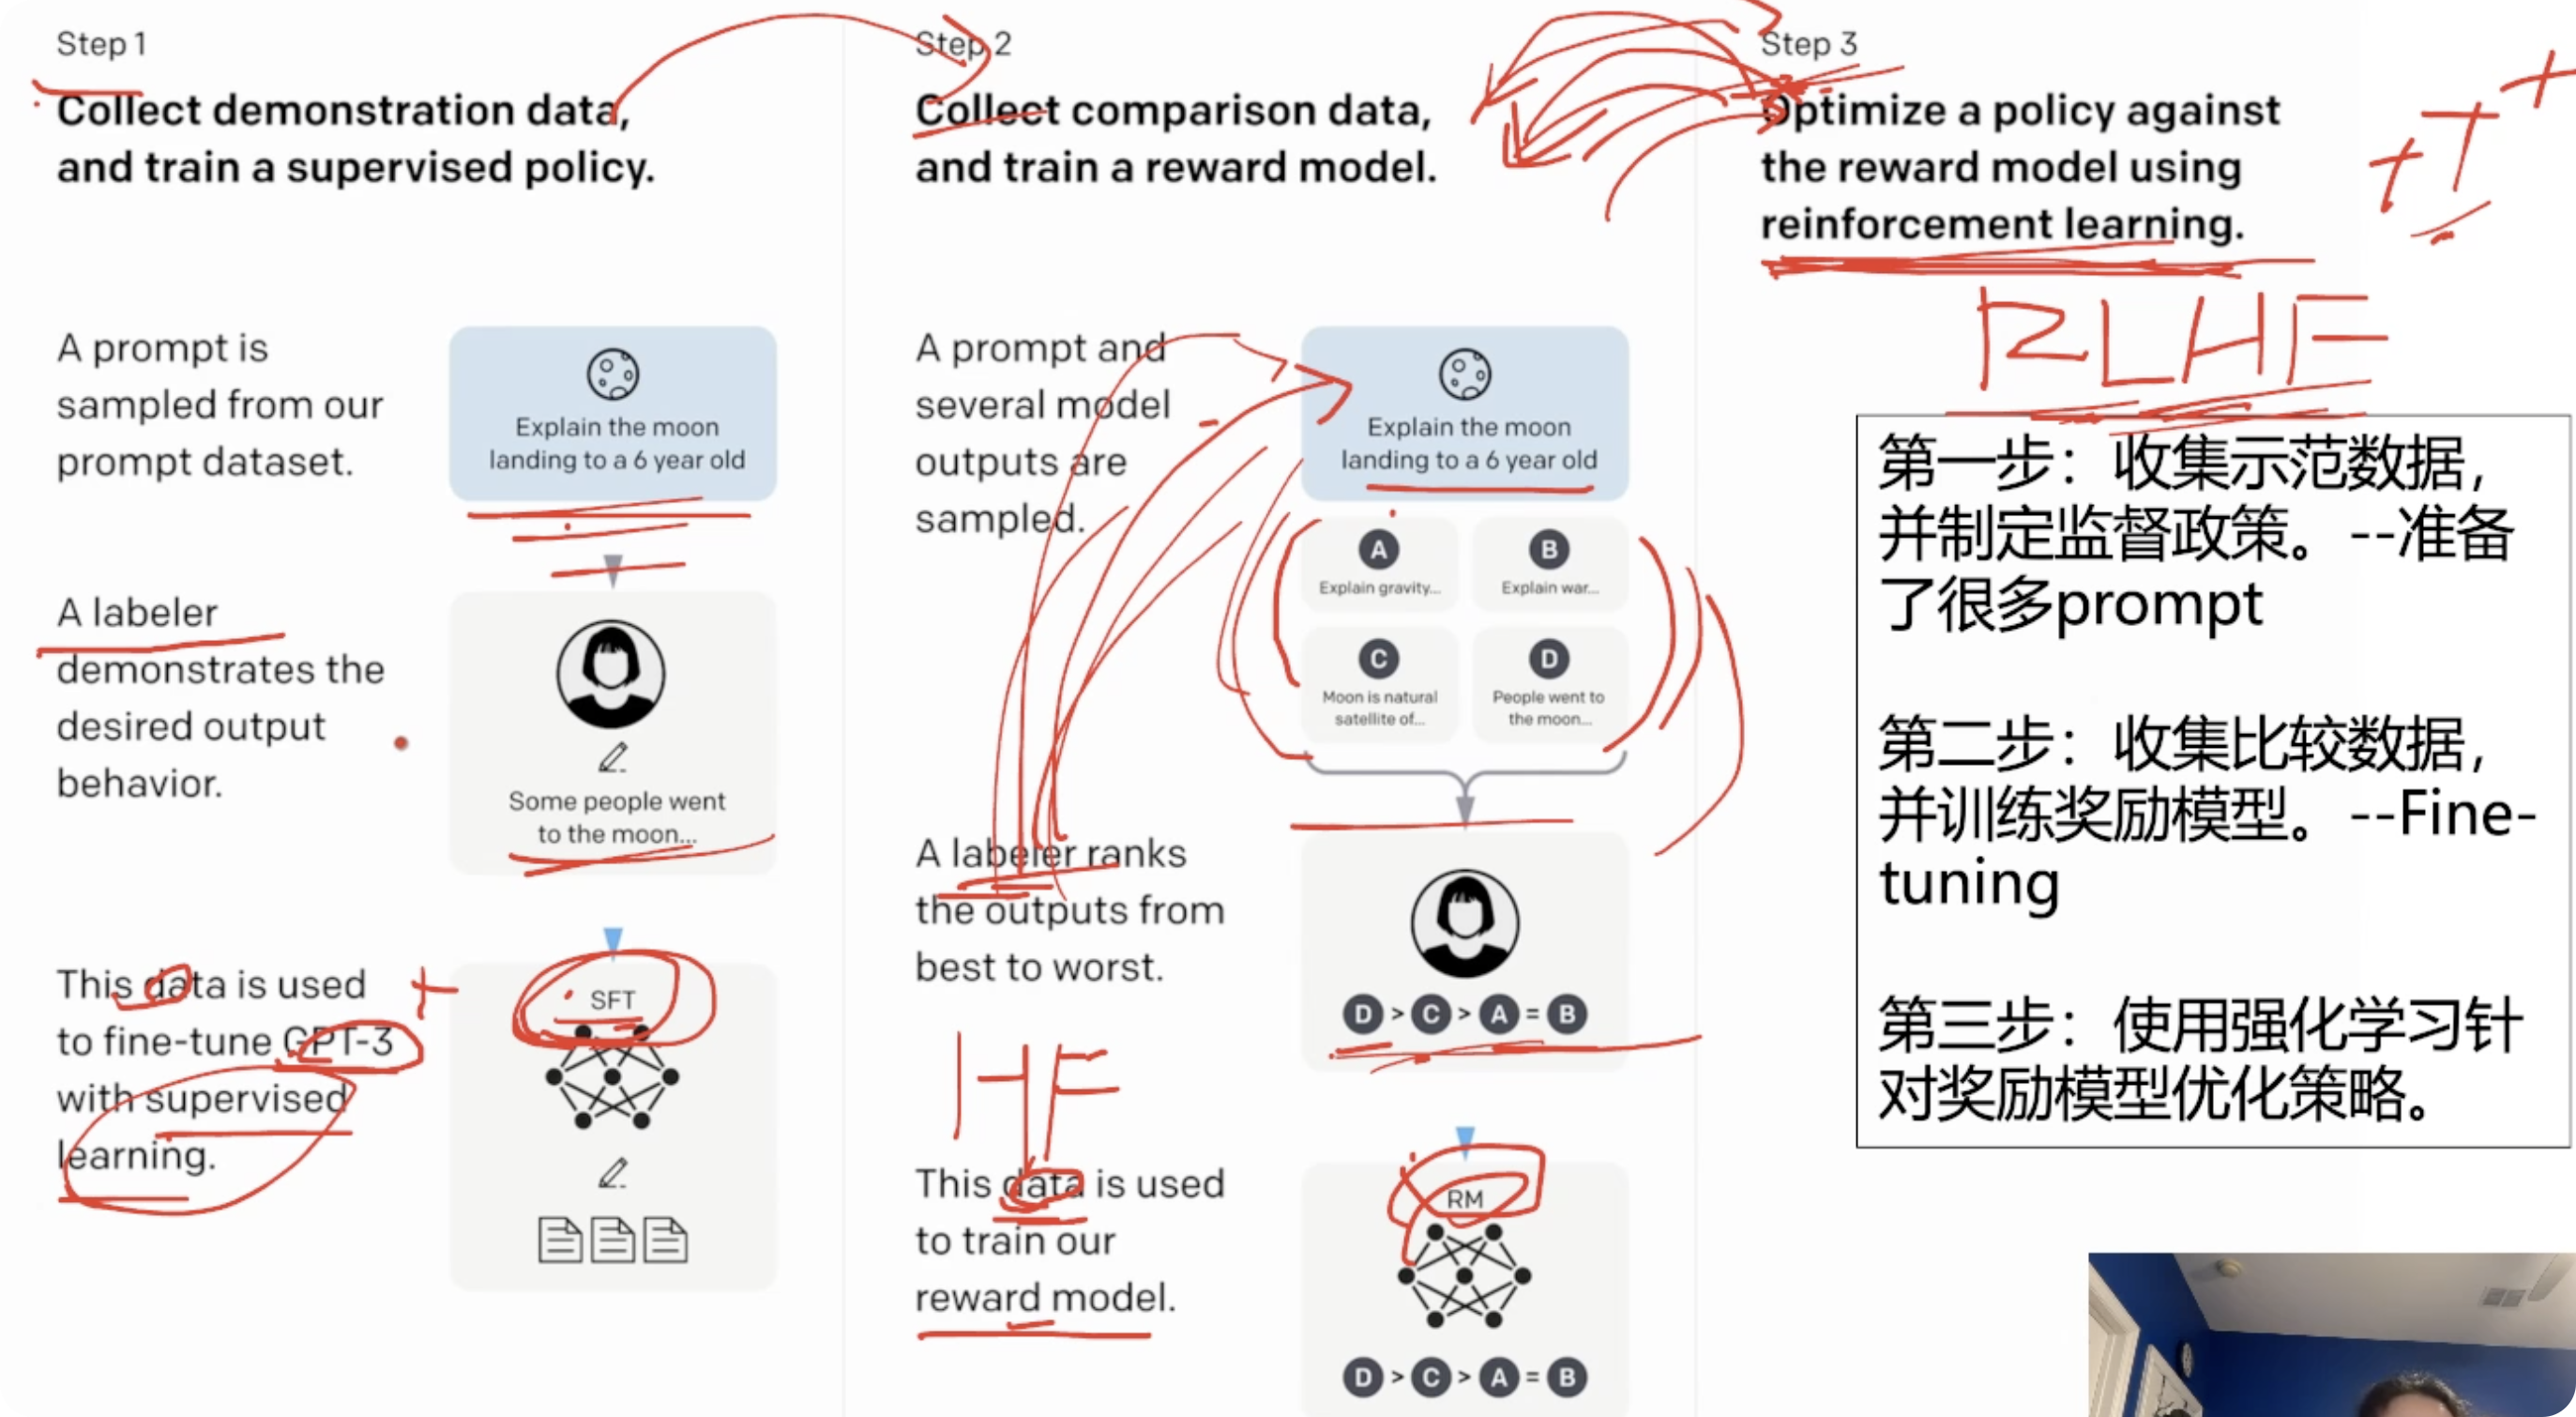 Step 1
Collect demonstration data,
and train a supervised policy.
A prompt is
sampled from our
prompt dataset.
Explain the moon
landing to a 6 year old
A labeler
demonstrates the
desired output
behavior.
Some people went
to the moon...
This data is used
to fine-tune GPT-3
with supervised
learning.
SFT
Step 2
Collect comparison data,
and train a reward model.
A prompt and
several model
outputs are
sampled.
Explain the moon
landing to a 6 year old
A
Explain gravity...
B
Explain war...
C
Moon is natural
satellite of...
D
People went to
the moon...
A labeler ranks
the outputs from
best to worst.
D > C > A = B
HF
This data is used
to train our
reward model.
RM
D > C > A = B
Step 3
Optimize a policy against
the reward model using
reinforcement learning.
RLHF
第一步：收集示范数据，
并制定监督政策。--准备
了很多prompt
第二步：收集比较数据，
并训练奖励模型。--Fine-
tuning
第三步：使用强化学习针
对奖励模型优化策略。